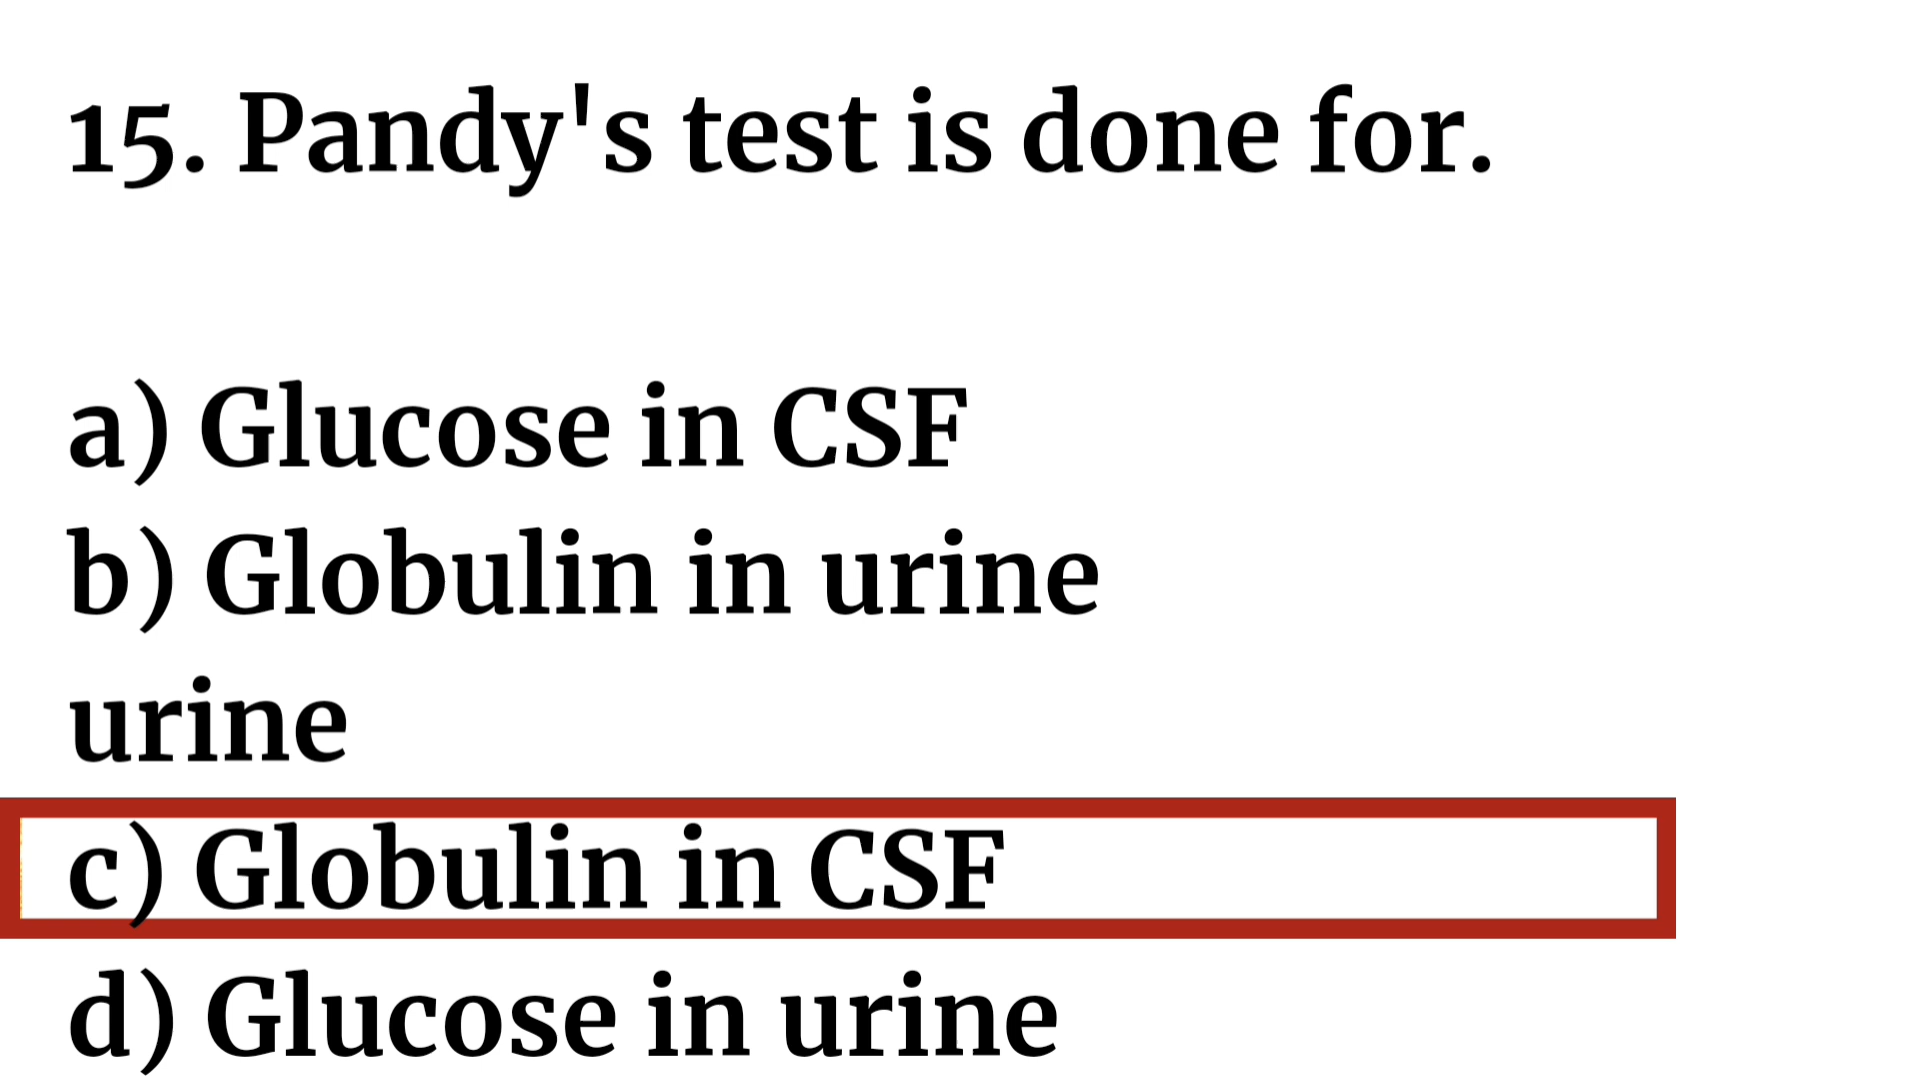 15. Pandy's test is done for.
a) Glucose in CSF
b) Globulin in urine
urine
c) Globulin in CSF
d) Glucose in urine